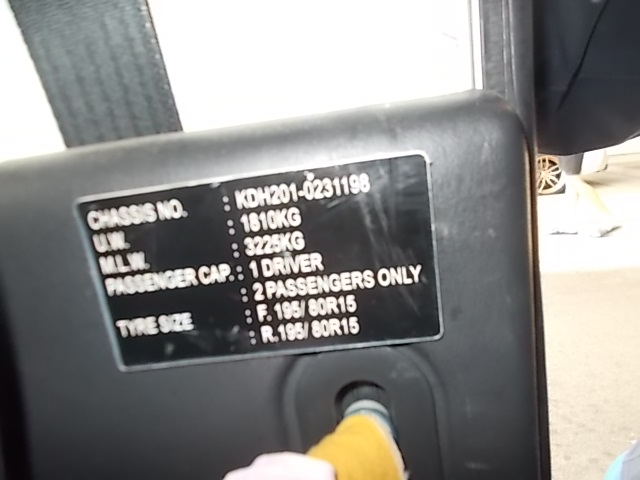 CHASSIS NO. : KDH201-0231198
U.W. : 1810KG
M.L.W. : 3225KG
PASSENGER CAP. : 1 DRIVER
: 2 PASSENGERS ONLY
TYRE SIZE : F. 195/ 80R15
: R. 195/ 80R15